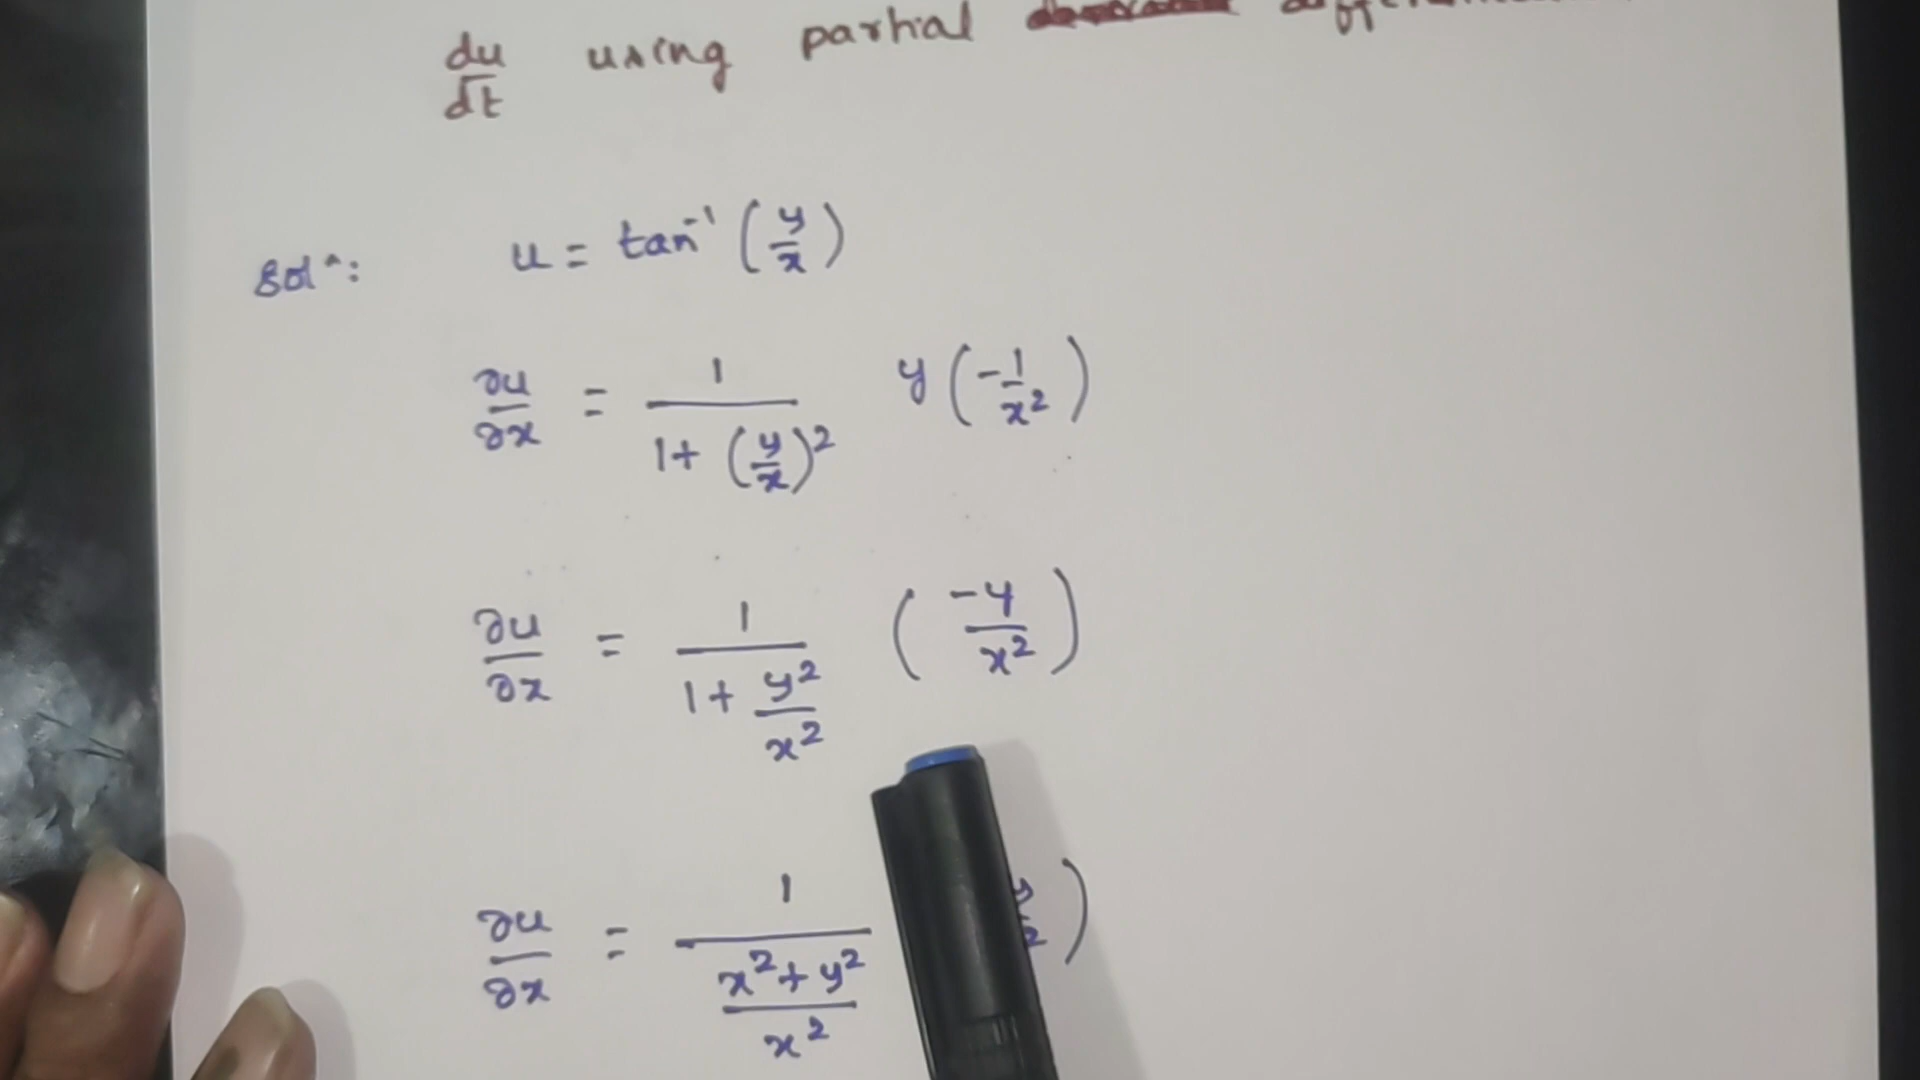 du/dt using partial
Solⁿ: u = tan⁻¹ (y/x)
∂u/∂x = 1/(1+ (y/x)²) y(-1/x²)
∂u/∂x = 1/(1+ y²/x²) (-y/x²)
∂u/∂x = 1/((x²+y²)/x²) )